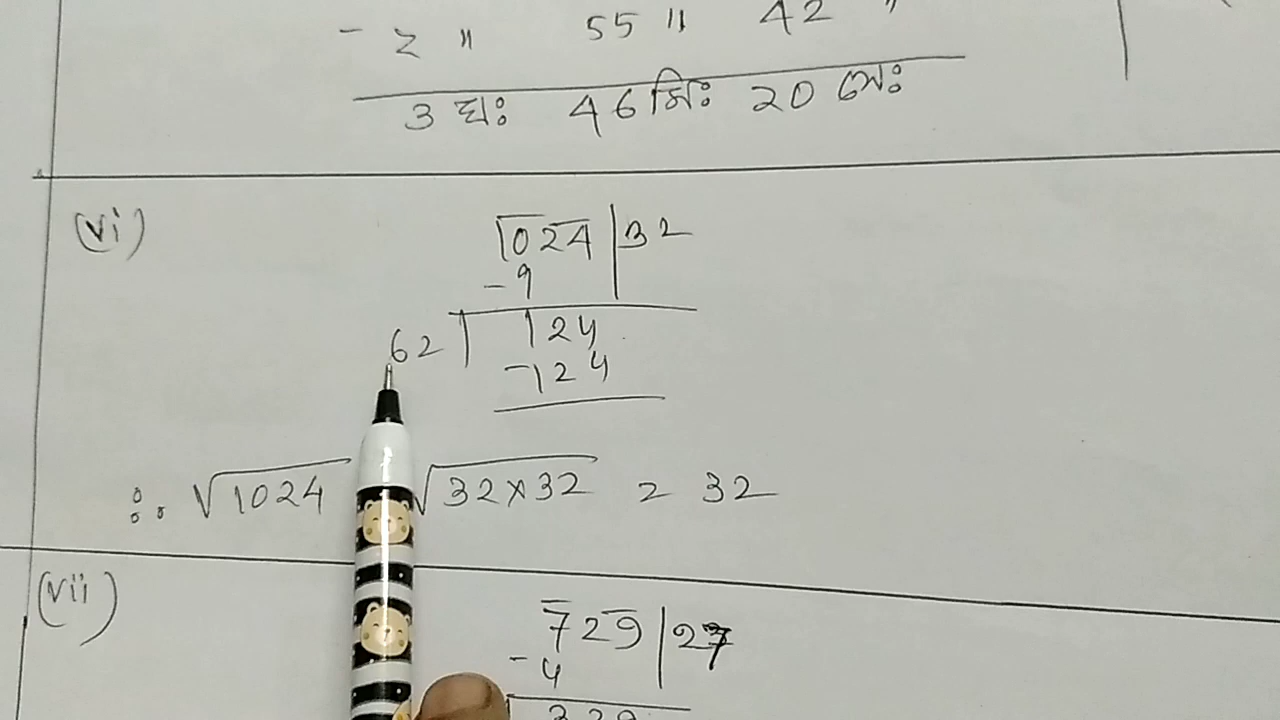 - 2 " 55 " 42 "
3 ঘঃ 46 মিঃ 20 সেঃ
(vi)
1024 | 32
- 9
62 | 124
- 124
∴ √1024 √32×32 = 32
(vii)
729 | 27
- 4
329